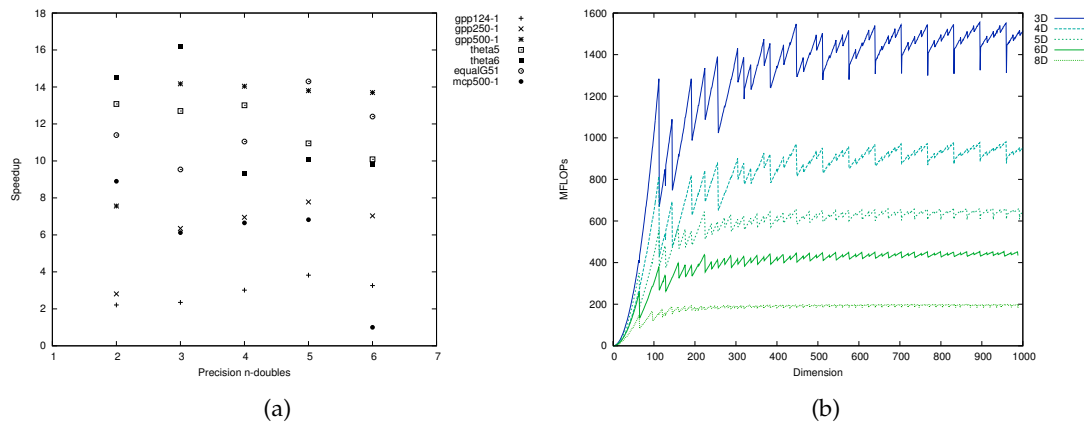 18
16
14
12
10
8
6
4
2
0
Speedup
1 2 3 4 5 6 7
Precision n-doubles
gpp124-1
gpp250-1
gpp500-1
theta5
theta6
equalG51
mcp500-1
(a)
1600
1400
1200
1000
800
600
400
200
0
MFLOPs
0 100 200 300 400 500 600 700 800 900 1000
Dimension
3D
4D
5D
6D
8D
(b)